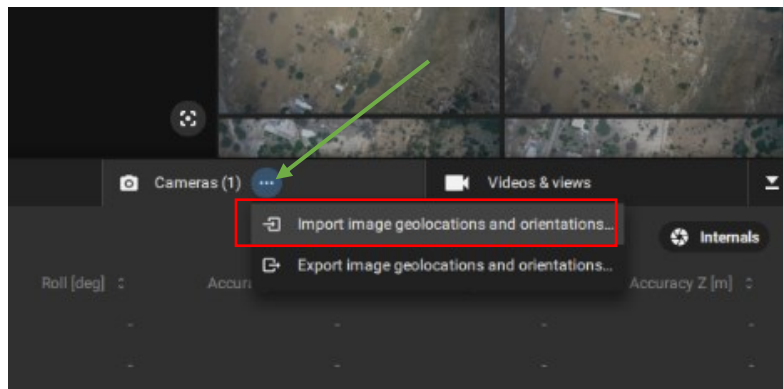 Cameras (1)
Videos & views
Import image geolocations and orientations...
Internals
Export image geolocations and orientations...
Roll [deg]
Accuracy Z [m]
- - - -
- - - -